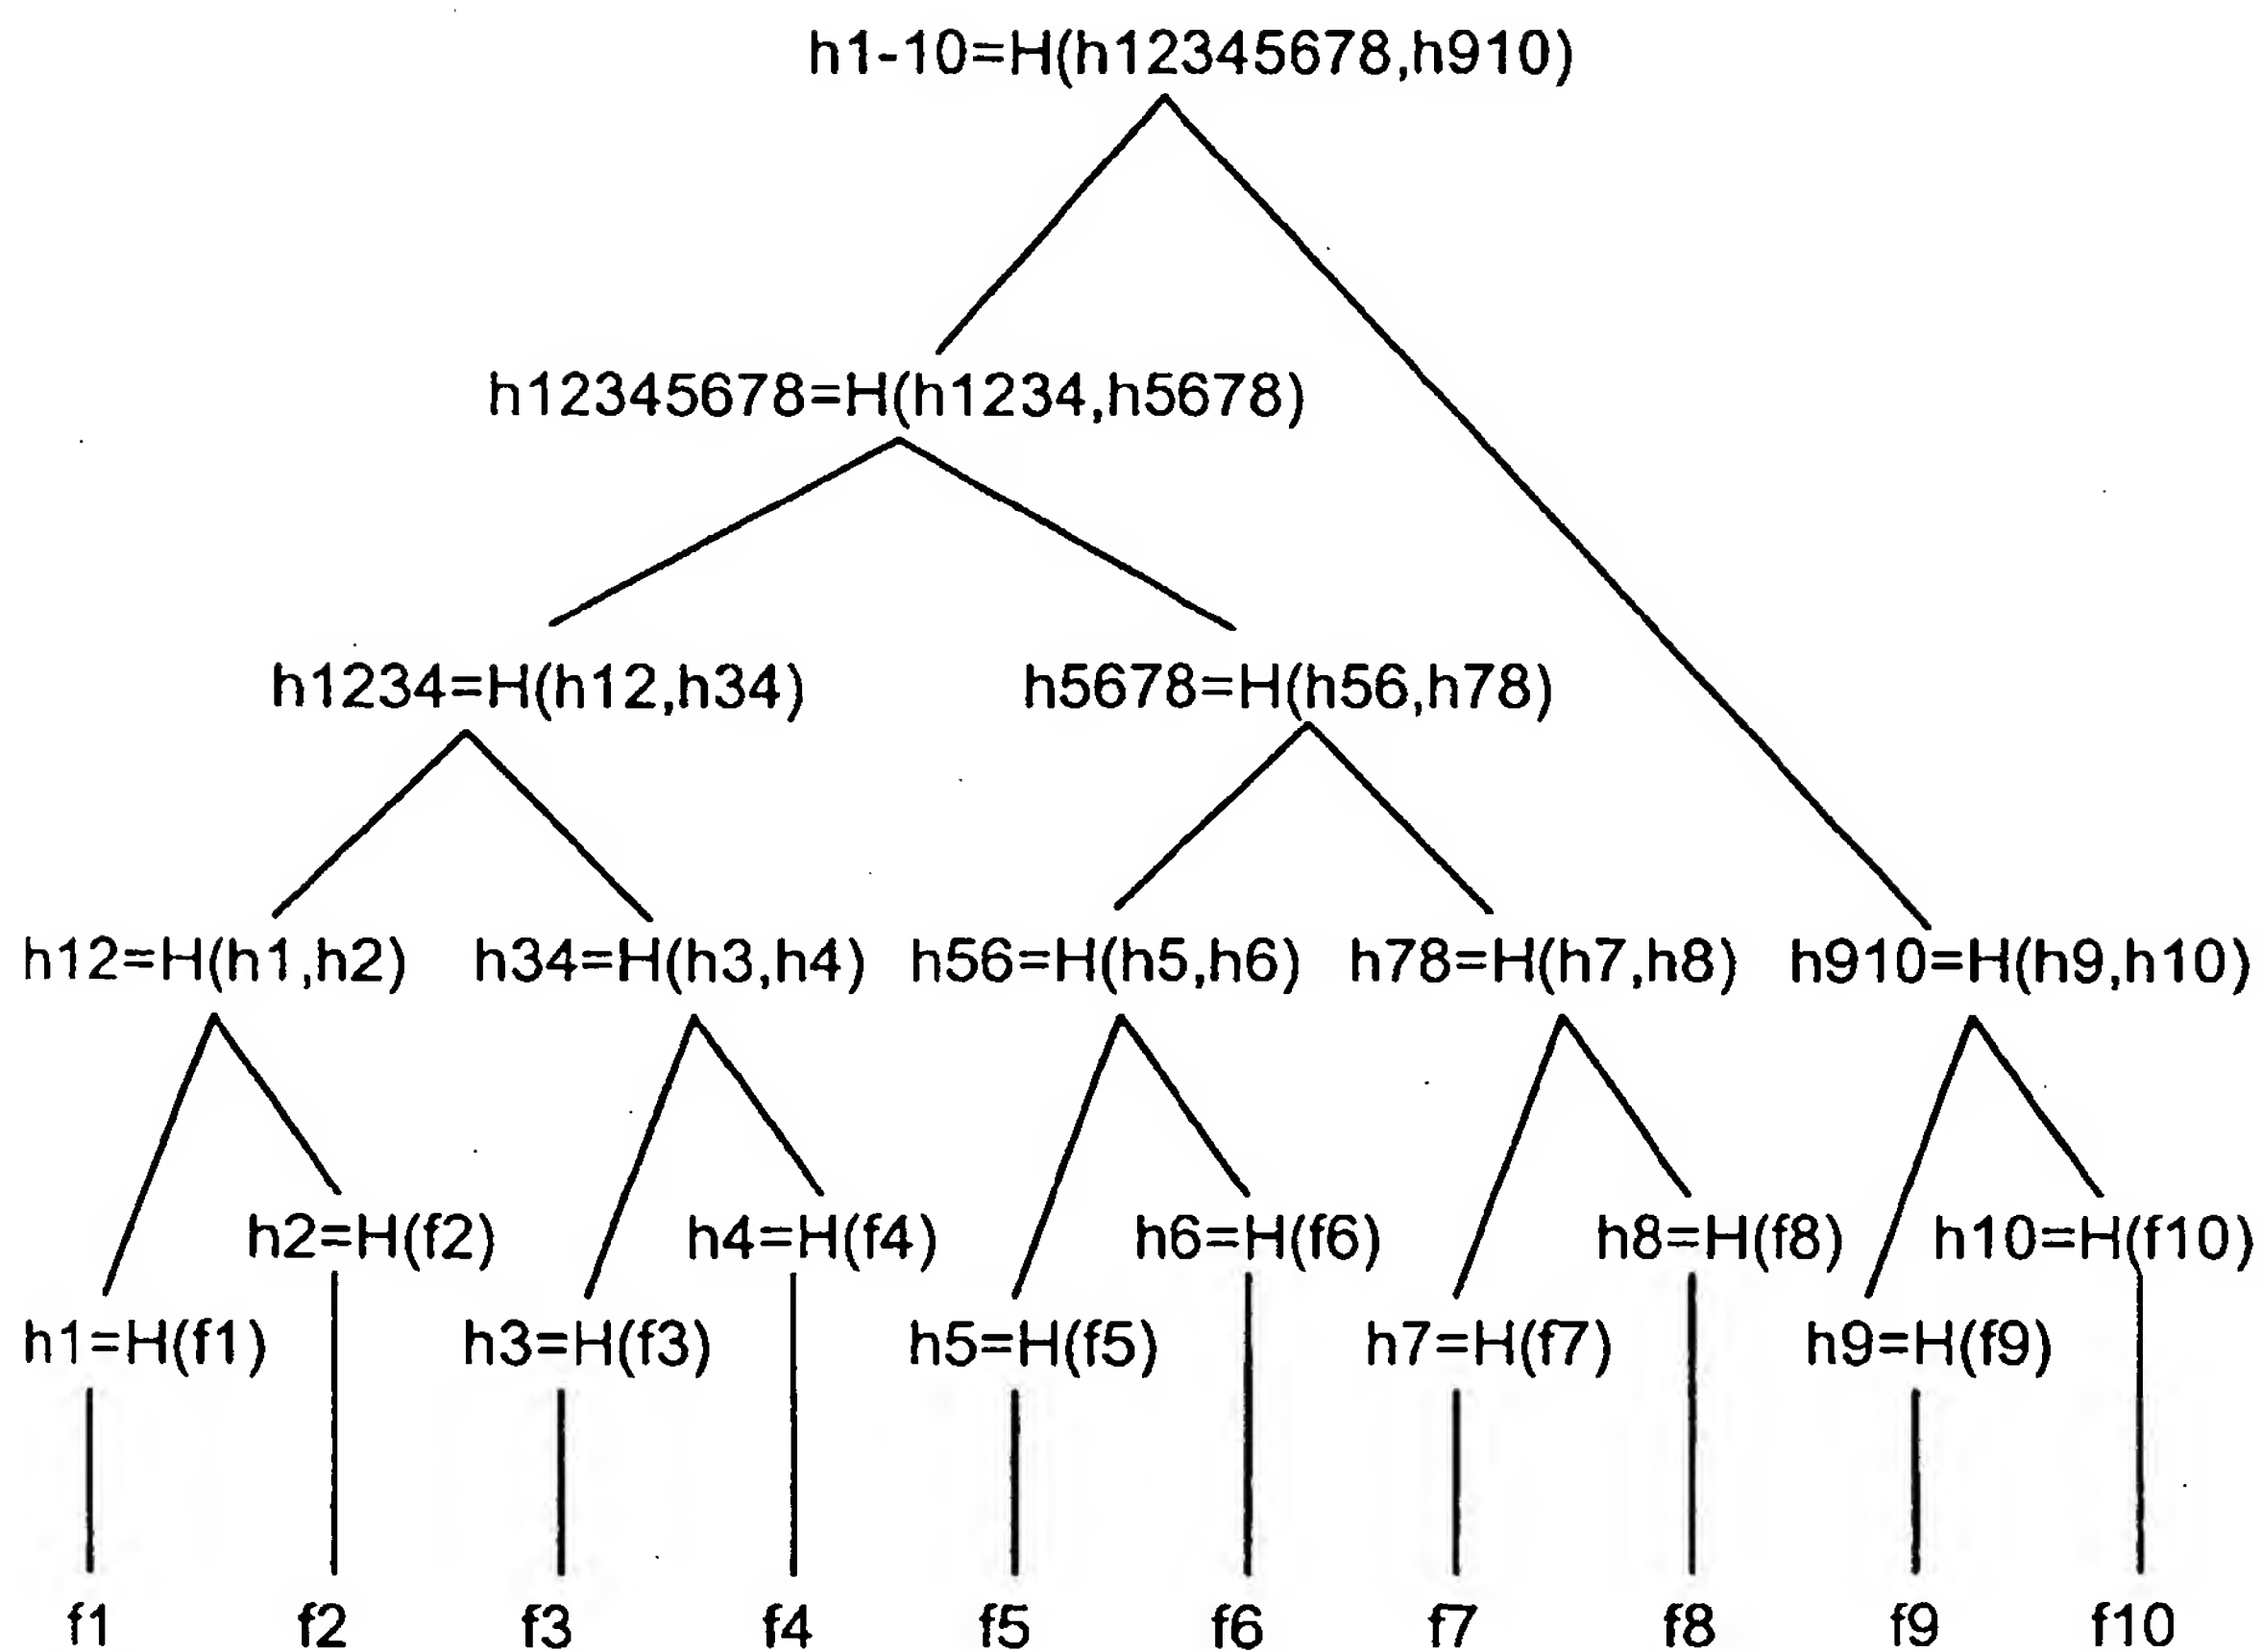 h1-10=H(h12345678,h910)
h12345678=H(h1234,h5678)
h1234=H(h12,h34) h5678=H(h56,h78)
h12=H(h1,h2) h34=H(h3,h4) h56=H(h5,h6) h78=H(h7,h8) h910=H(h9,h10)
h2=H(f2) h4=H(f4) h6=H(f6) h8=H(f8) h10=H(f10)
h1=H(f1) h3=H(f3) h5=H(f5) h7=H(f7) h9=H(f9)
f1 f2 f3 f4 f5 f6 f7 f8 f9 f10